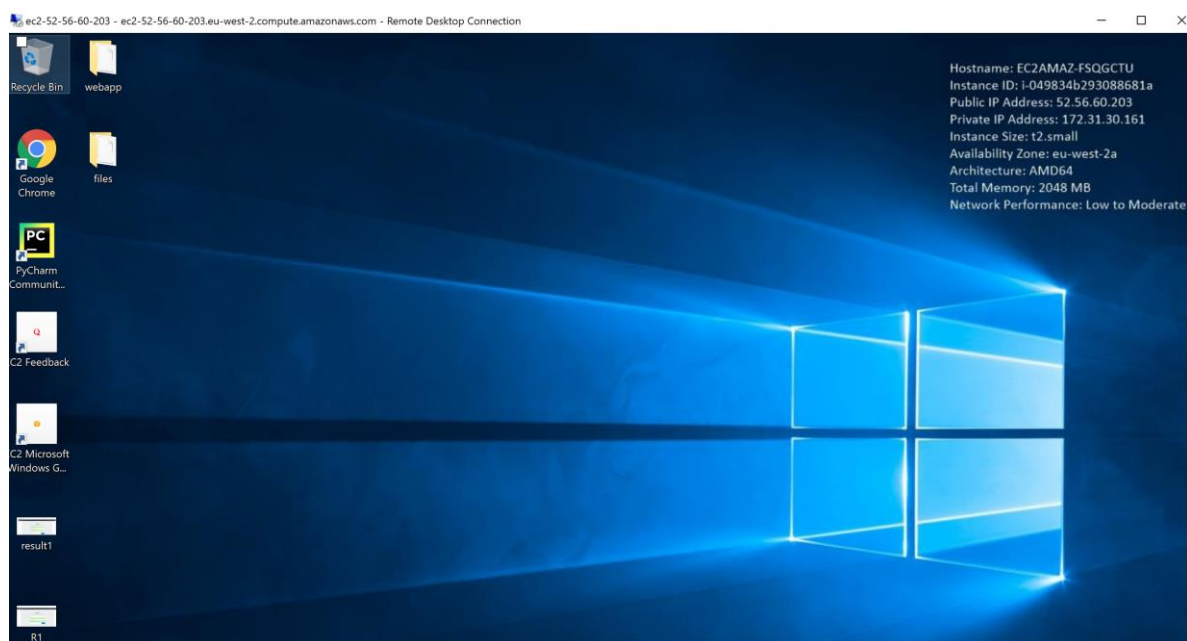 ec2-52-56-60-203 - ec2-52-56-60-203.eu-west-2.compute.amazonaws.com - Remote Desktop Connection
Recycle Bin
webapp
Google
Chrome
files
PC
PyCharm
Communit...
Q
C2 Feedback
C2 Microsoft
Windows G...
result1
R1
Hostname: EC2AMAZ-FSQGCTU
Instance ID: i-049834b293088681a
Public IP Address: 52.56.60.203
Private IP Address: 172.31.30.161
Instance Size: t2.small
Availability Zone: eu-west-2a
Architecture: AMD64
Total Memory: 2048 MB
Network Performance: Low to Moderate